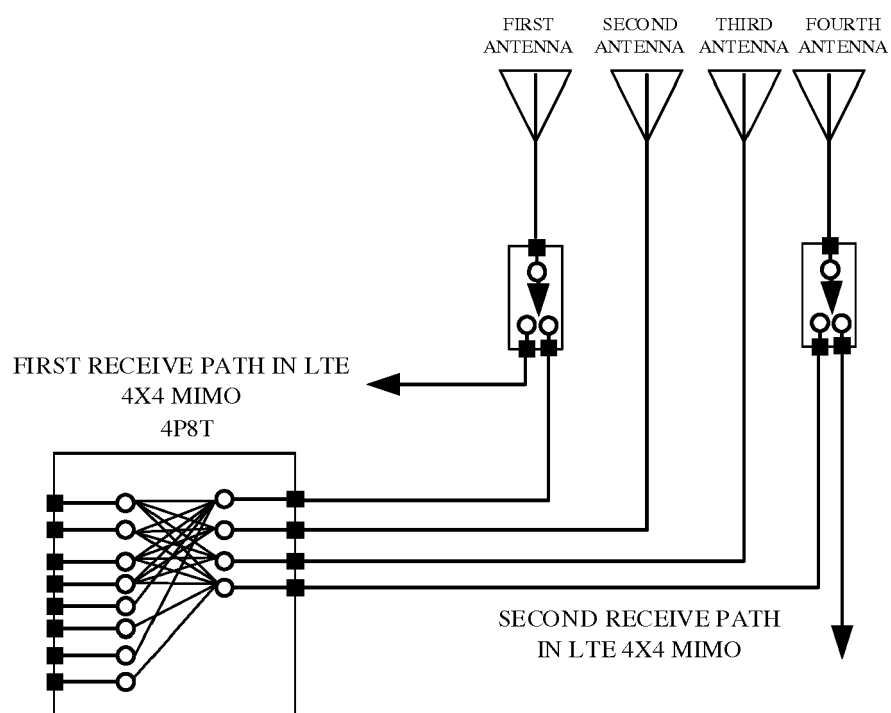 FIRST
ANTENNA
SECOND
ANTENNA
THIRD
ANTENNA
FOURTH
ANTENNA
FIRST RECEIVE PATH IN LTE
4X4 MIMO
4P8T
SECOND RECEIVE PATH
IN LTE 4X4 MIMO